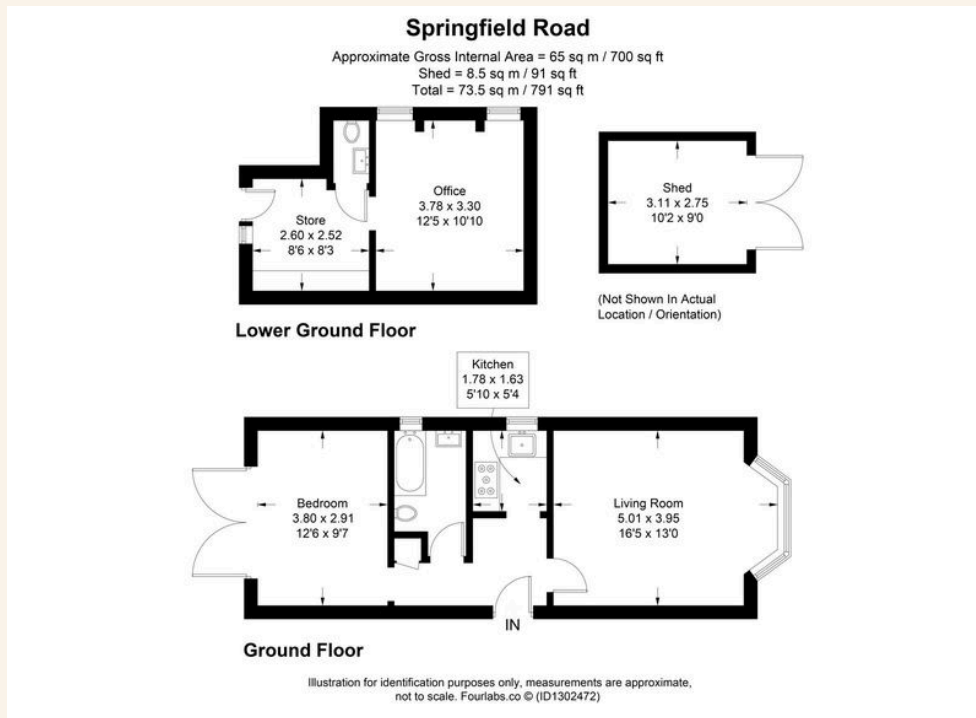 Springfield Road
Approximate Gross Internal Area = 65 sq m / 700 sq ft
Shed = 8.5 sq m / 91 sq ft
Total = 73.5 sq m / 791 sq ft
Office
3.78 x 3.30
12'5 x 10'10
Store
2.60 x 2.52
8'6 x 8'3
Shed
3.11 x 2.75
10'2 x 9'0
(Not Shown In Actual
Location / Orientation)
Lower Ground Floor
Kitchen
1.78 x 1.63
5'10 x 5'4
Bedroom
3.80 x 2.91
12'6 x 9'7
Living Room
5.01 x 3.95
16'5 x 13'0
IN
Ground Floor
Illustration for identification purposes only, measurements are approximate,
not to scale. Fourlabs.co © (ID1302472)